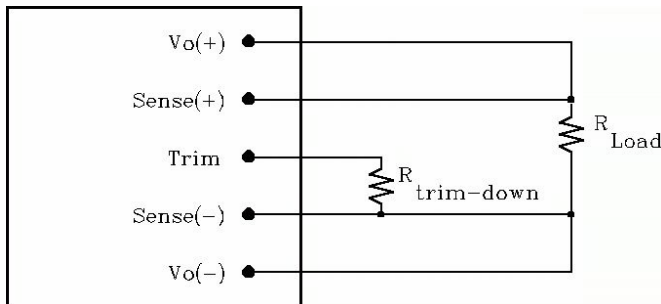 Vo(+)
Sense(+)
R Load
Trim
R trim-down
Sense(-)
Vo(-)